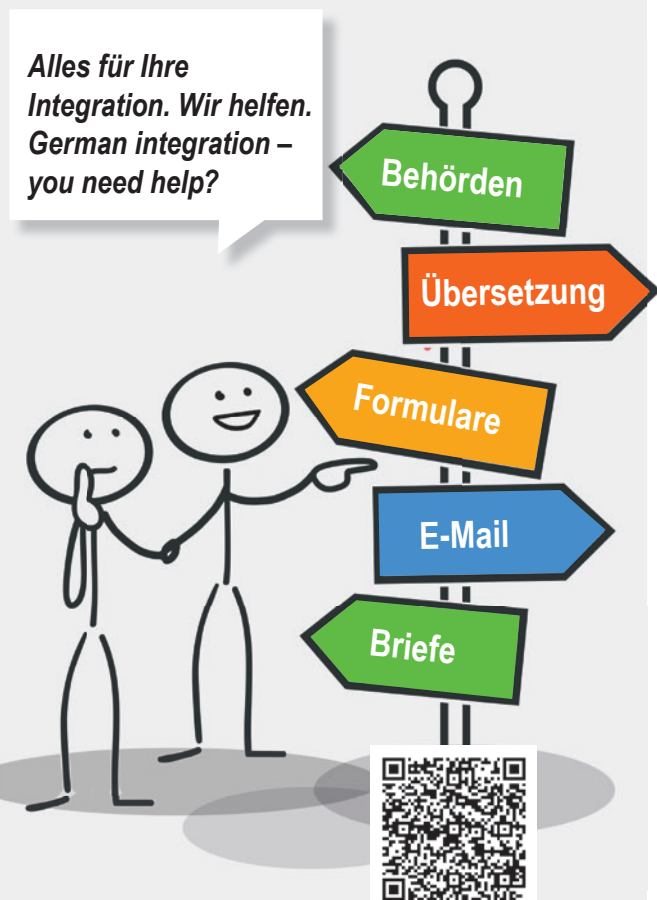 Alles für Ihre
Integration. Wir helfen.
German integration –
you need help?
Behörden
Übersetzung
Formulare
E-Mail
Briefe